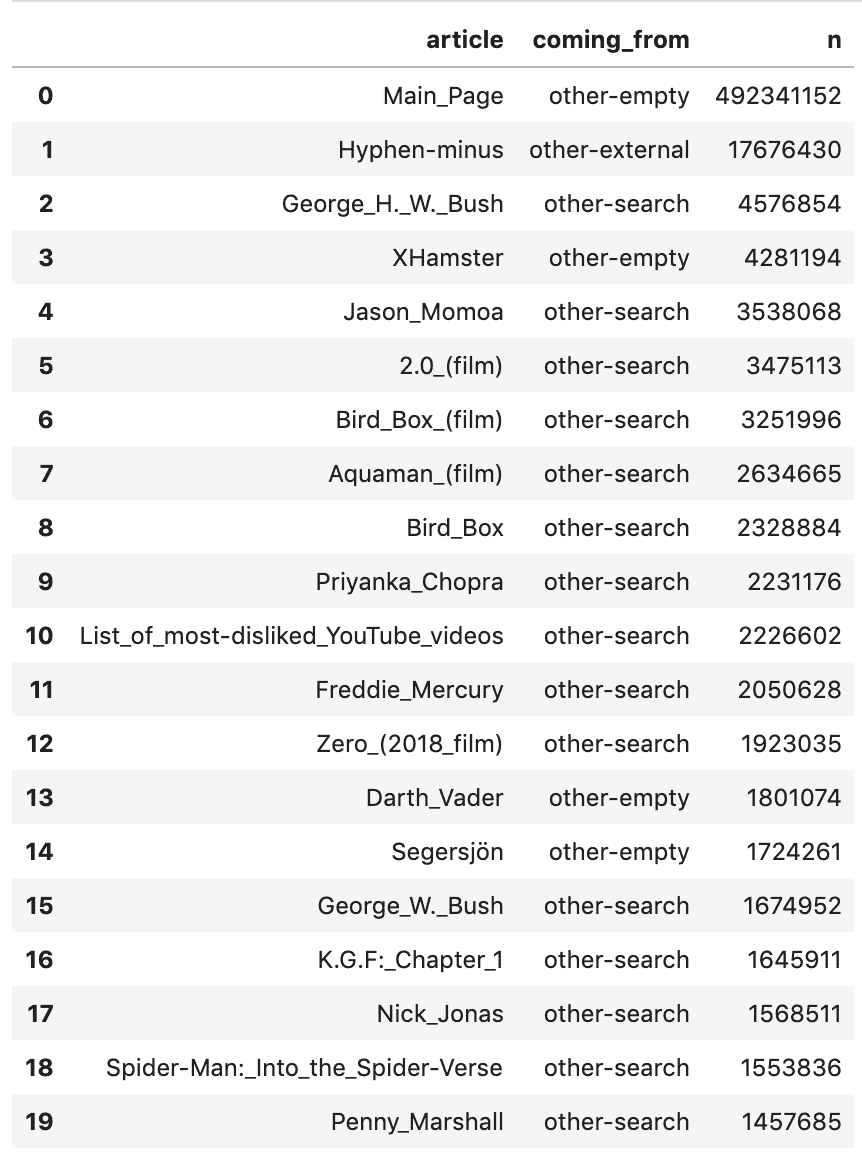 article coming_from n
0 Main_Page other-empty 492341152
1 Hyphen-minus other-external 17676430
2 George_H._W._Bush other-search 4576854
3 XHamster other-empty 4281194
4 Jason_Momoa other-search 3538068
5 2.0_(film) other-search 3475113
6 Bird_Box_(film) other-search 3251996
7 Aquaman_(film) other-search 2634665
8 Bird_Box other-search 2328884
9 Priyanka_Chopra other-search 2231176
10 List_of_most-disliked_YouTube_videos other-search 2226602
11 Freddie_Mercury other-search 2050628
12 Zero_(2018_film) other-search 1923035
13 Darth_Vader other-empty 1801074
14 Segersjön other-empty 1724261
15 George_W._Bush other-search 1674952
16 K.G.F:_Chapter_1 other-search 1645911
17 Nick_Jonas other-search 1568511
18 Spider-Man:_Into_the_Spider-Verse other-search 1553836
19 Penny_Marshall other-search 1457685